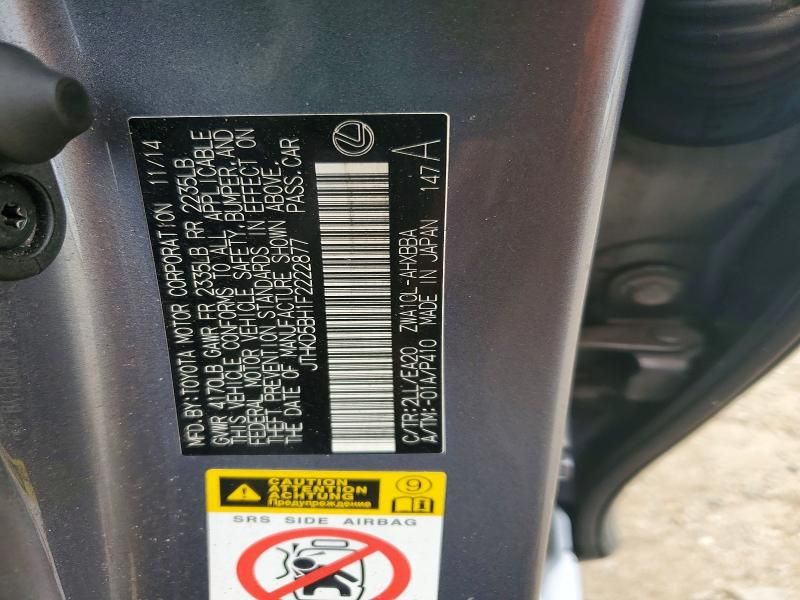 MFD. BY: TOYOTA MOTOR CORPORATION 11/14
GVWR 4170LB GAWR FR 2335LB RR 2235LB
THIS VEHICLE CONFORMS TO ALL APPLICABLE
FEDERAL MOTOR VEHICLE SAFETY, BUMPER, AND
THEFT PREVENTION STANDARDS IN EFFECT ON
THE DATE OF MANUFACTURE SHOWN ABOVE.
JTHKD5BH1F2222877 PASS. CAR
C/TR:2LL/EA20 ZWA10L-AHXBBA 147A
A/TM:-01A/P410 MADE IN JAPAN
CAUTION
ATTENTION
ACHTUNG
Предупреждение
9
i
SRS SIDE AIRBAG